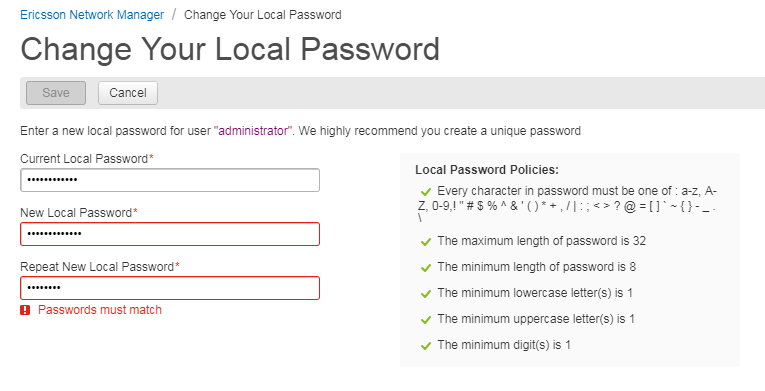 Ericsson Network Manager / Change Your Local Password
Change Your Local Password
Save Cancel
Enter a new local password for user "administrator". We highly recommend you create a unique password
Current Local Password*
••••••••••••
New Local Password*
•••••••••••••
Repeat New Local Password*
••••••••
Passwords must match
Local Password Policies:
Every character in password must be one of : a-z, A-
Z, 0-9,! " # $ % ^ & ' ( ) * + , / | : ; < > ? @ = [ ] ` ~ { } - _ .
\
The maximum length of password is 32
The minimum length of password is 8
The minimum lowercase letter(s) is 1
The minimum uppercase letter(s) is 1
The minimum digit(s) is 1